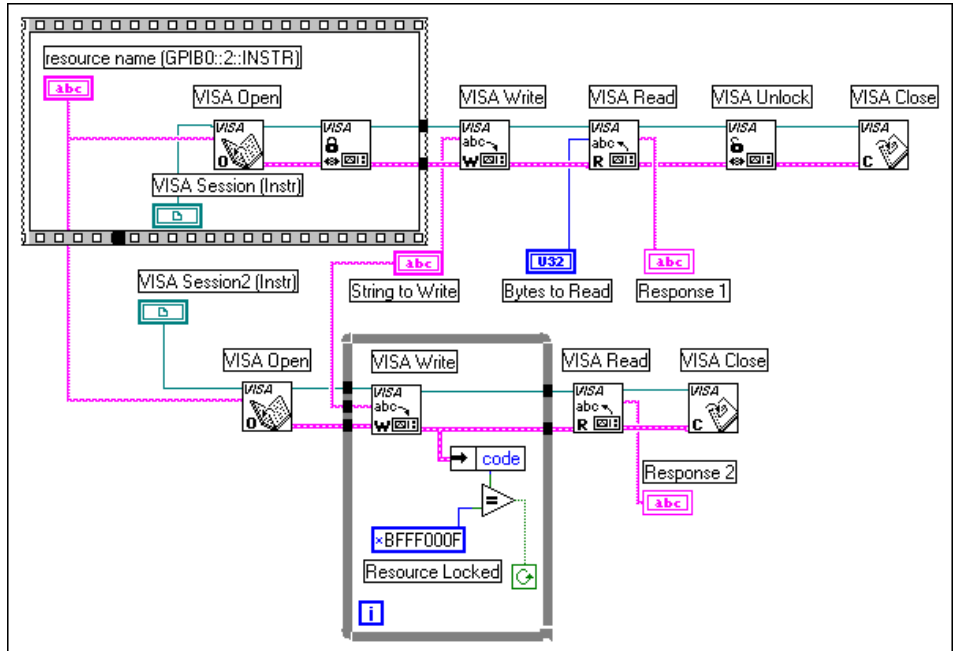 resource name (GPIB0::2::INSTR)
abc
VISA Open
VISA Write
VISA Read
VISA Unlock
VISA Close
VISA
O
VISA
VISA
abc
W
VISA
abc
R
VISA
VISA
C
VISA Session (Instr)
abc
U32
abc
String to Write
Bytes to Read
Response 1
VISA Session2 (Instr)
VISA Open
VISA Write
VISA Read
VISA Close
VISA
O
VISA
abc
W
VISA
abc
R
VISA
C
code
=
×BFFF000F
Resource Locked
i
Response 2
abc